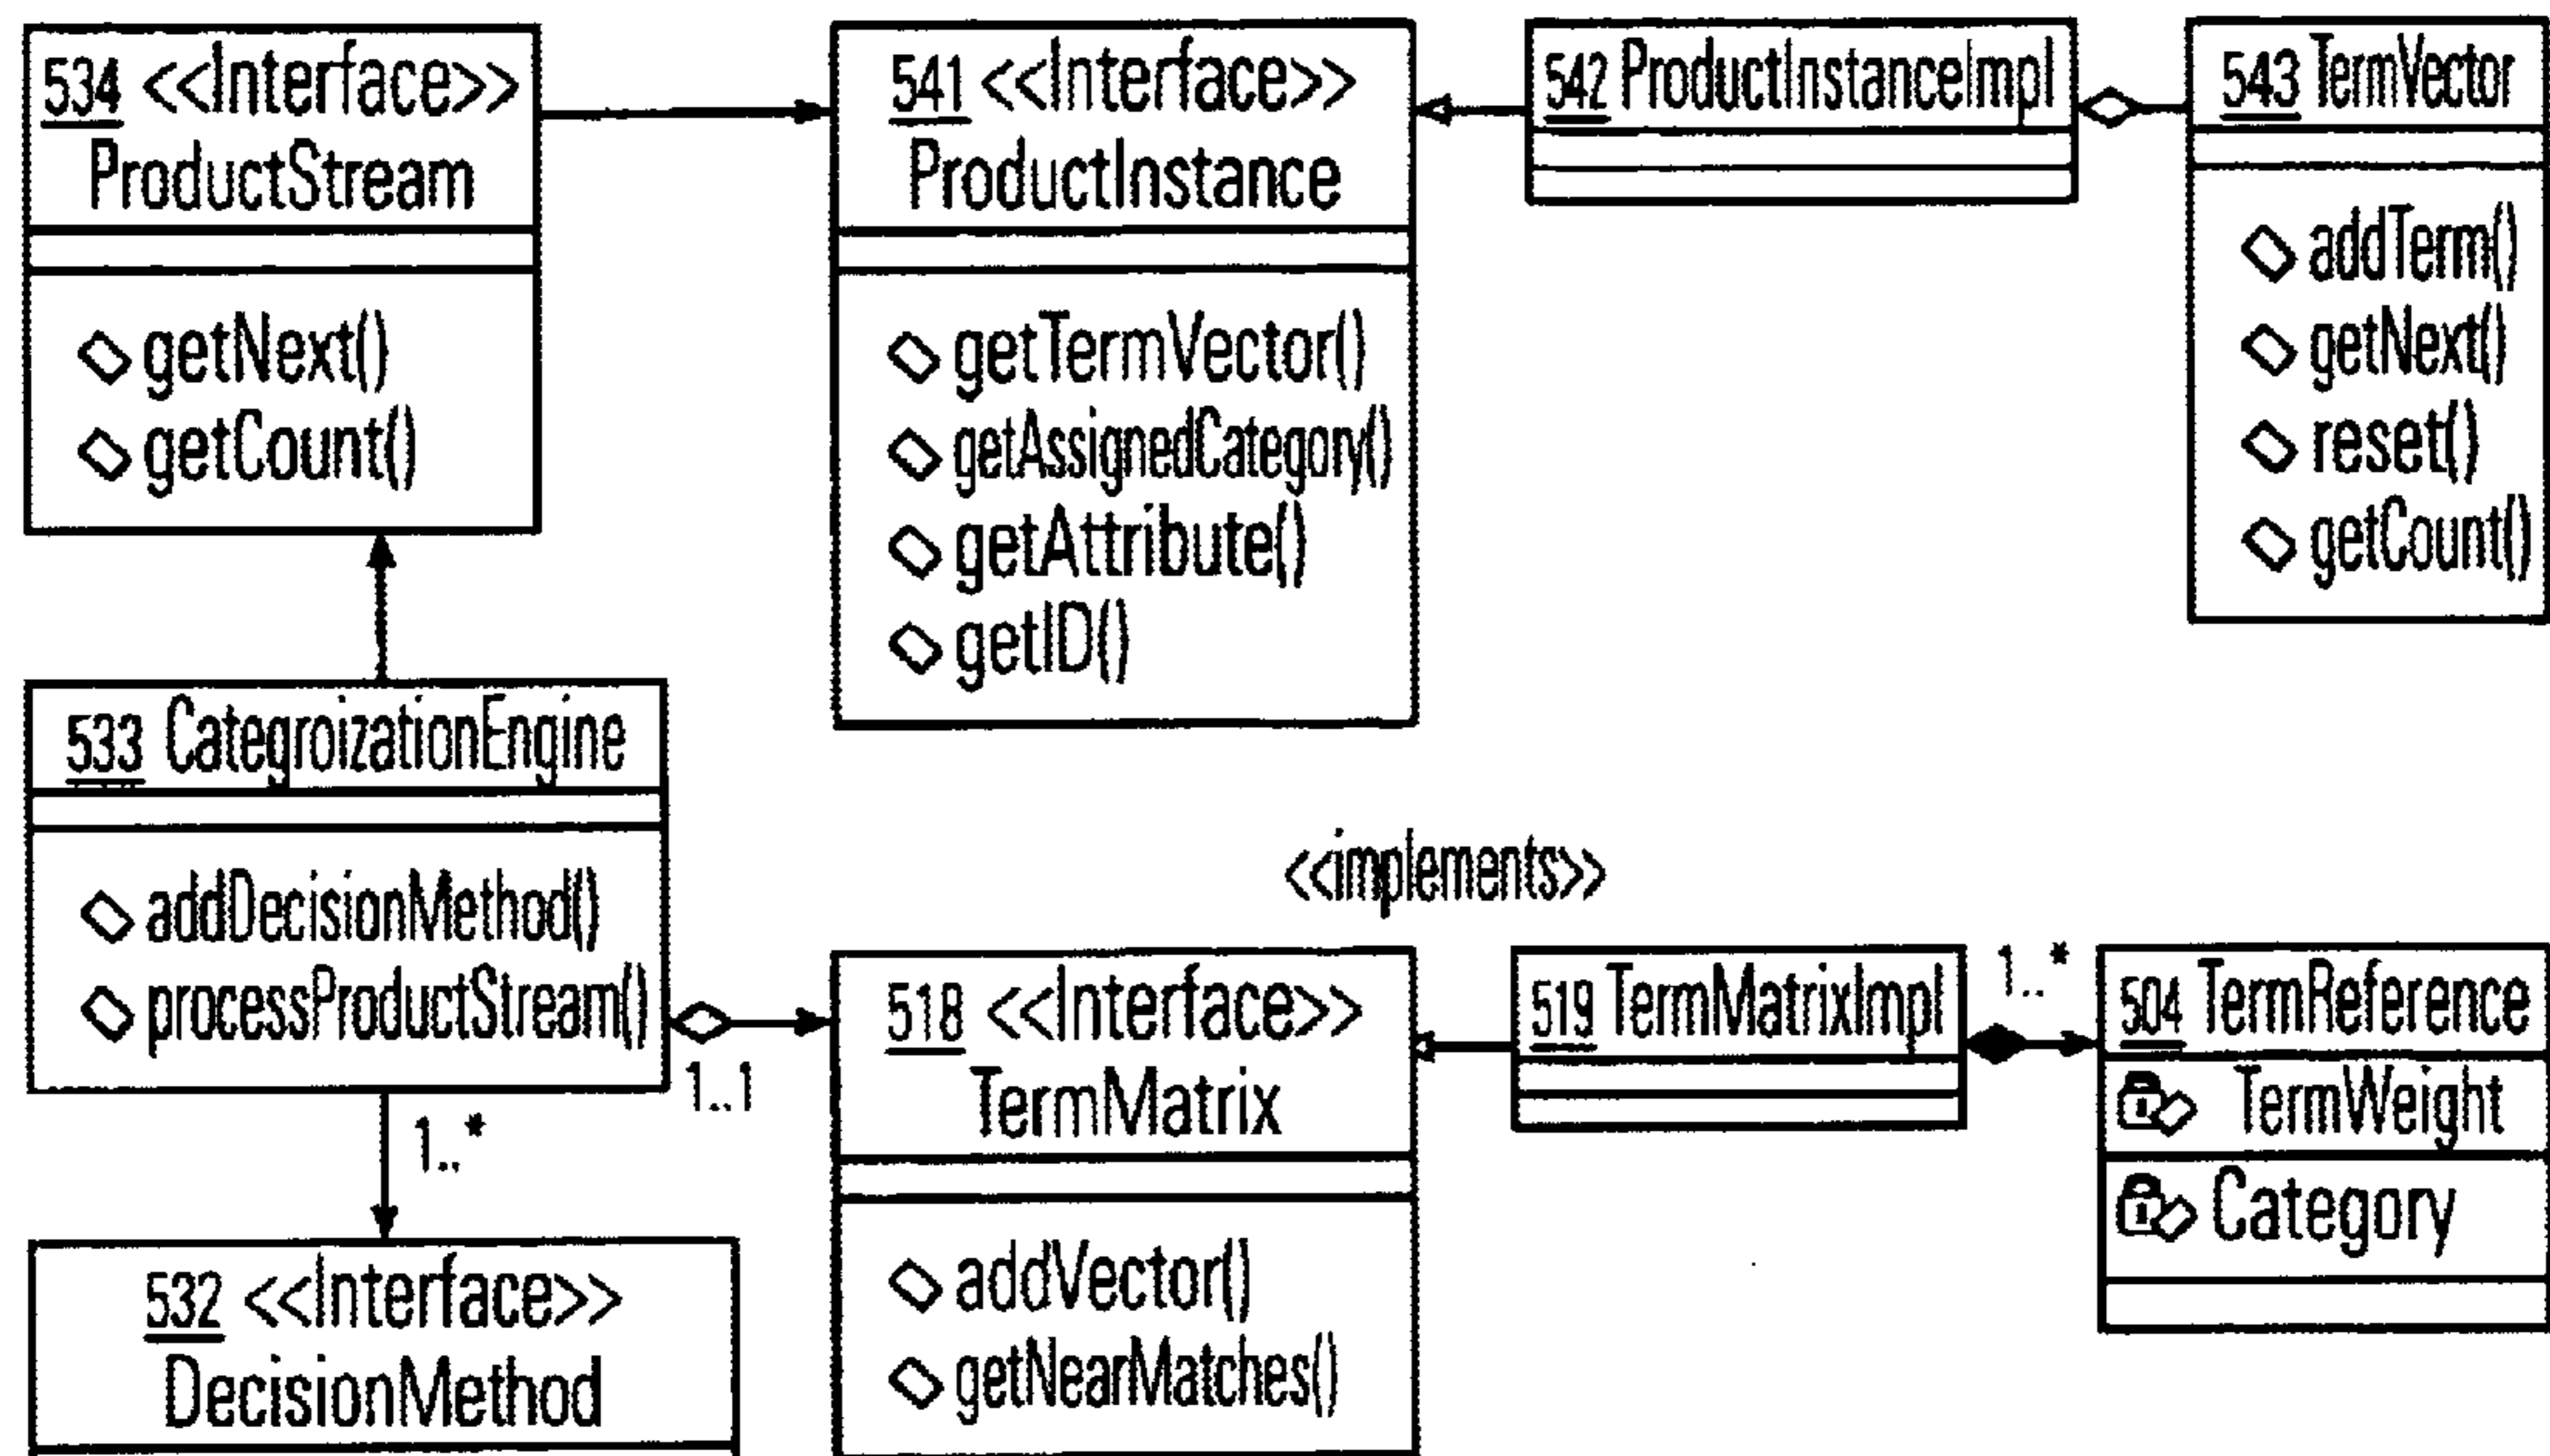 534 <<Interface>>
ProductStream
getNext()
getCount()
541 <<Interface>>
ProductInstance
getTermVector()
getAssignedCategory()
getAttribute()
getID()
542 ProductInstanceImpl
543 TermVector
addTerm()
getNext()
reset()
getCount()
533 CategroizationEngine
addDecisionMethod()
processProductStream()
1..1
1..*
532 <<Interface>>
DecisionMethod
<<implements>>
518 <<Interface>>
TermMatrix
addVector()
getNearMatches()
519 TermMatrixImpl
1..*
504 TermReference
TermWeight
Category